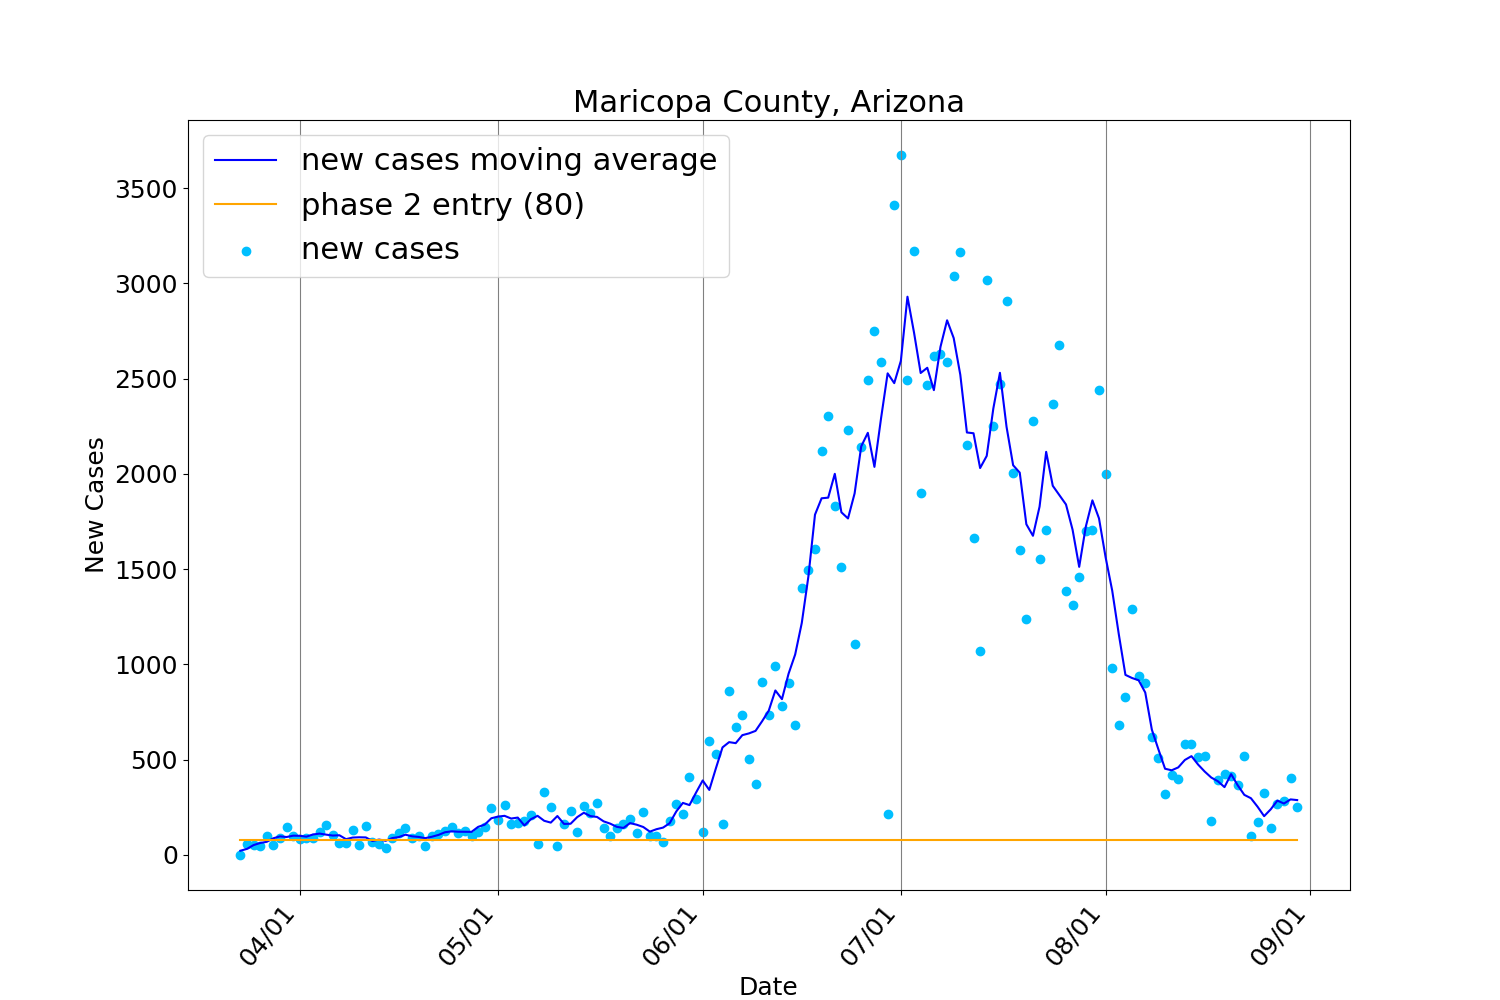 Maricopa County, Arizona
new cases moving average
phase 2 entry (80)
new cases
3500
3000
2500
2000
1500
1000
500
0
New Cases
04/01
05/01
06/01
07/01
08/01
09/01
Date